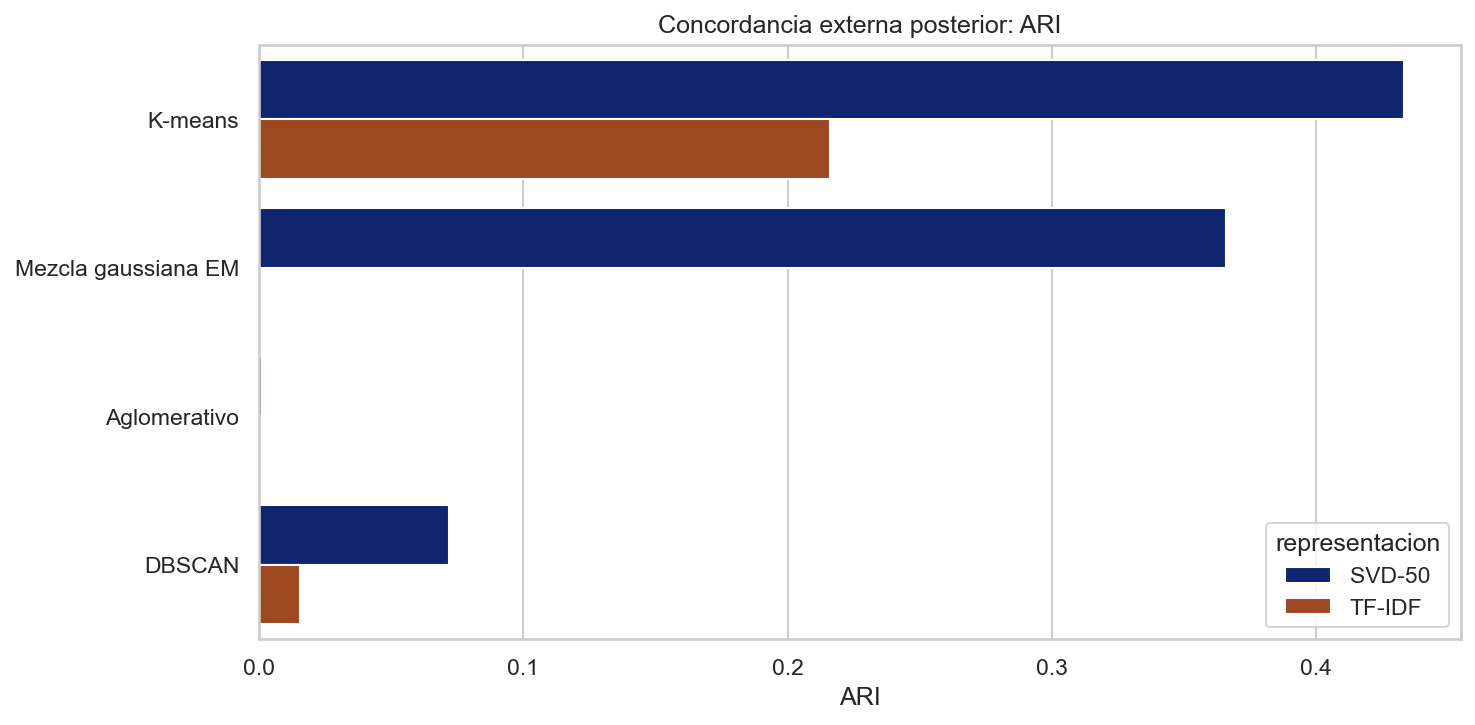 Concordancia externa posterior: ARI
K-means
Mezcla gaussiana EM
Aglomerativo
DBSCAN
representacion
SVD-50
TF-IDF
0.0 0.1 0.2 0.3 0.4
ARI